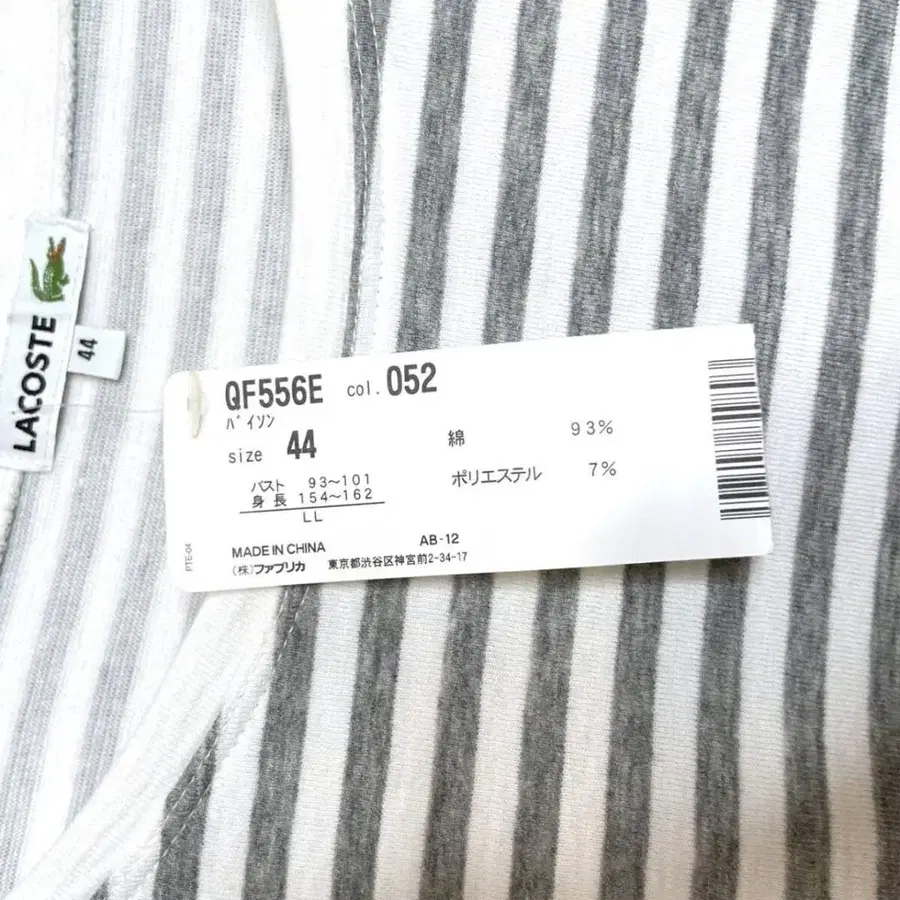 LACOSTE
44
QF556E col. 052
バイソン
size 44
バスト 93〜101
身長 154〜162
LL
綿 93%
ポリエステル 7%
AB-12
MADE IN CHINA
(株)ファブリカ 東京都渋谷区神宮前2-34-17
PTE-04